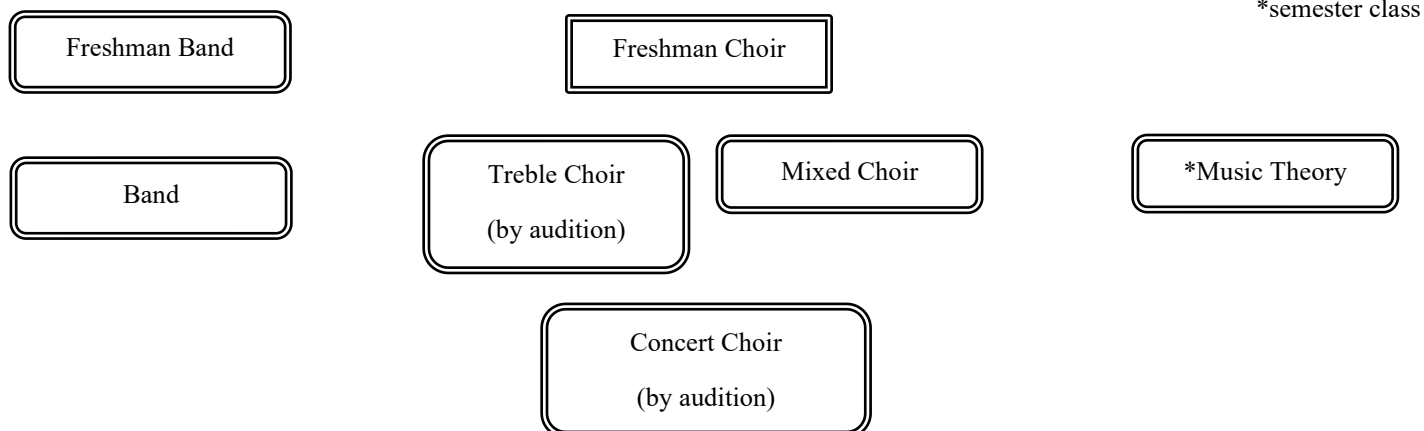 *semester class
Freshman Band
Freshman Choir
Band
Treble Choir
(by audition)
Mixed Choir
*Music Theory
Concert Choir
(by audition)